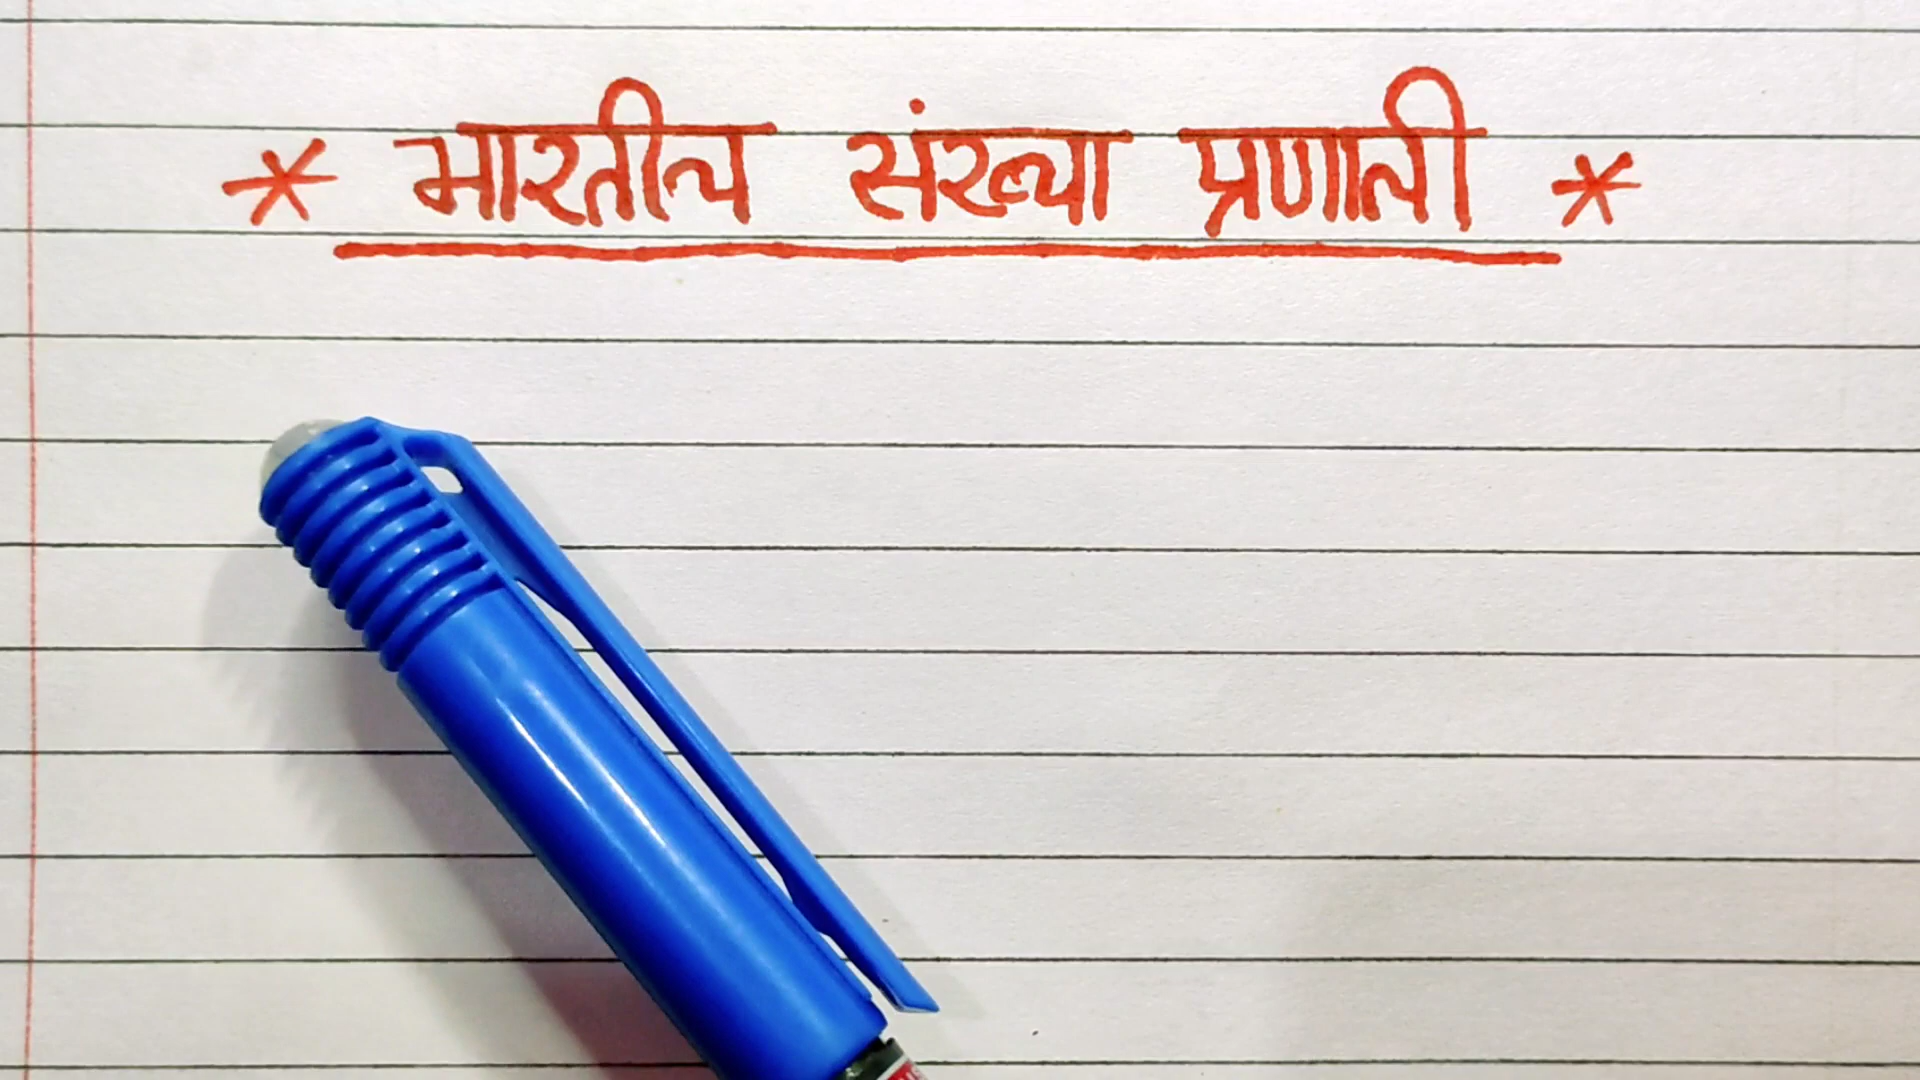 * भारतीय संख्या प्रणाली *